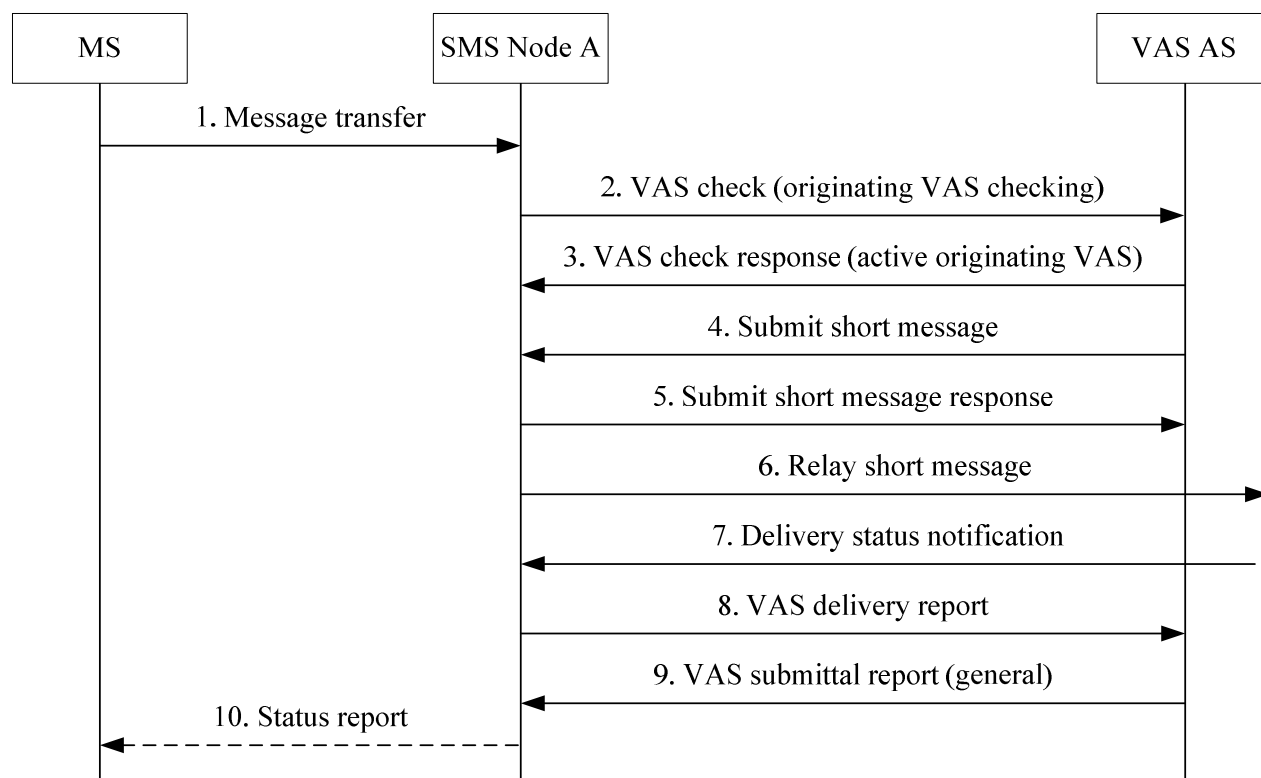 MS
SMS Node A
VAS AS
1. Message transfer
2. VAS check (originating VAS checking)
3. VAS check response (active originating VAS)
4. Submit short message
5. Submit short message response
6. Relay short message
7. Delivery status notification
8. VAS delivery report
9. VAS submittal report (general)
10. Status report